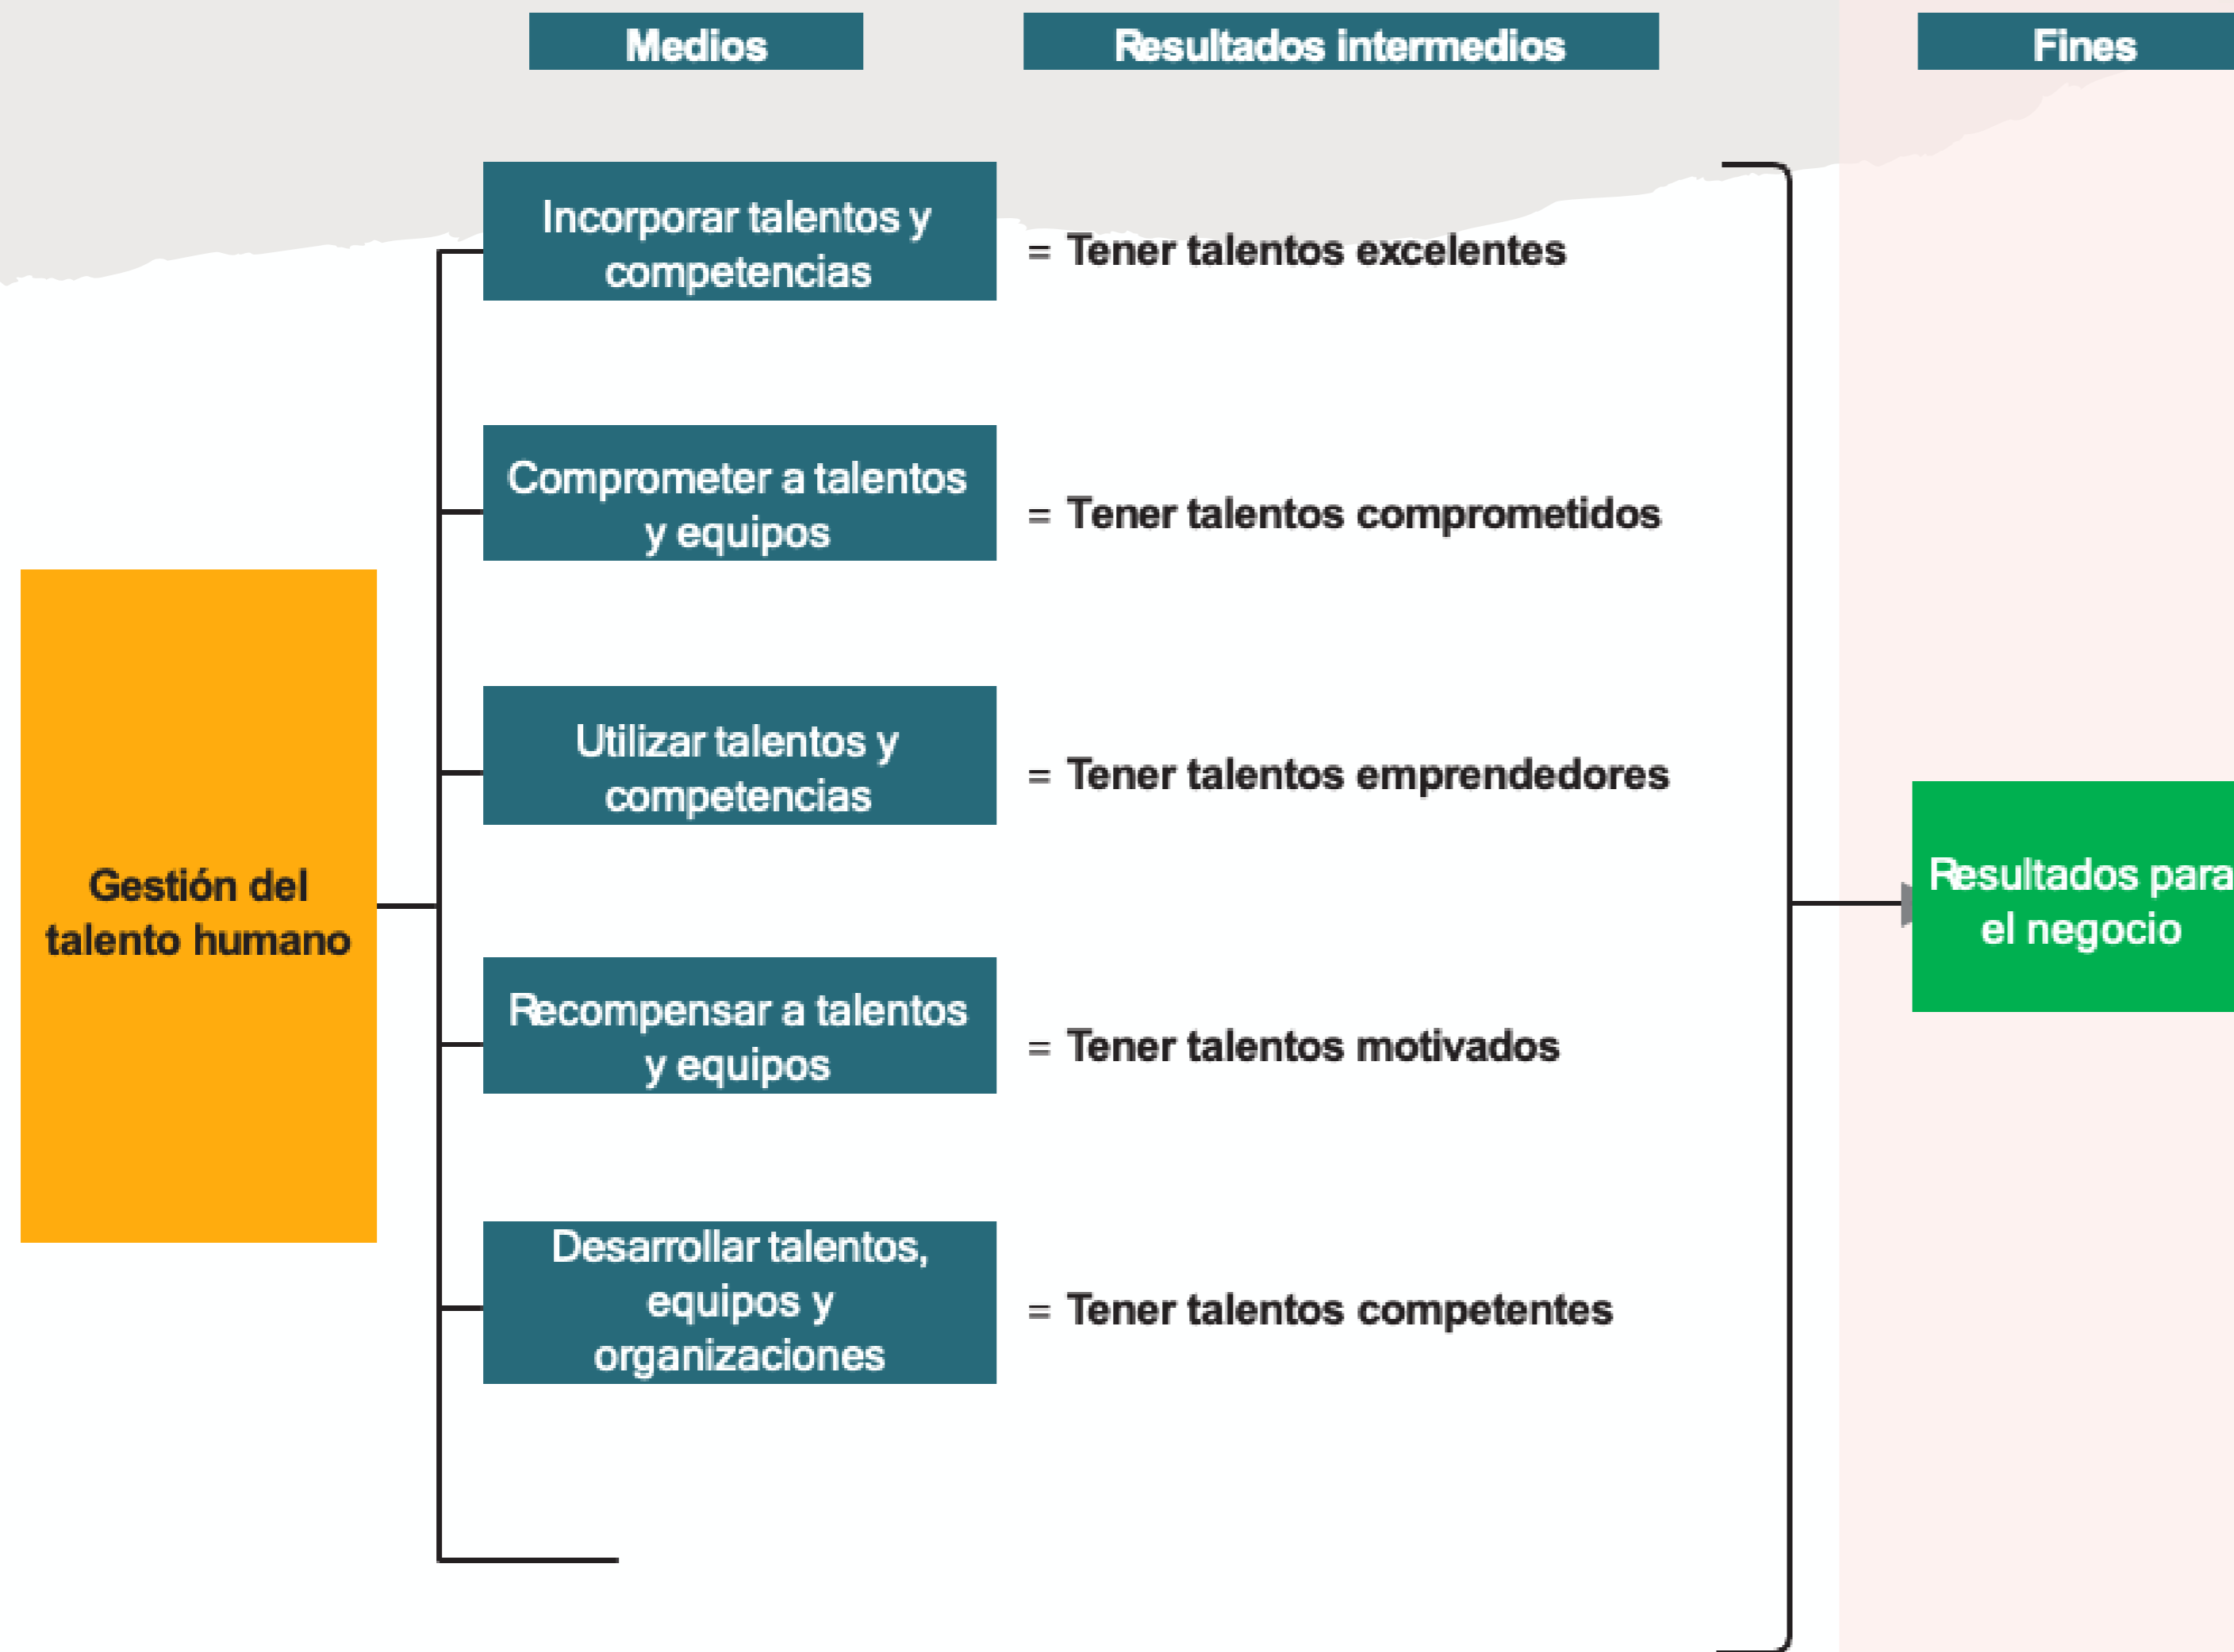 Medios
Resultados intermedios
Fines
Incorporar talentos y
competencias
= Tener talentos excelentes
Comprometer a talentos
y equipos
= Tener talentos comprometidos
Utilizar talentos y
competencias
= Tener talentos emprendedores
Gestión del
talento humano
Resultados para
el negocio
Recompensar a talentos
y equipos
= Tener talentos motivados
Desarrollar talentos,
equipos y
organizaciones
= Tener talentos competentes